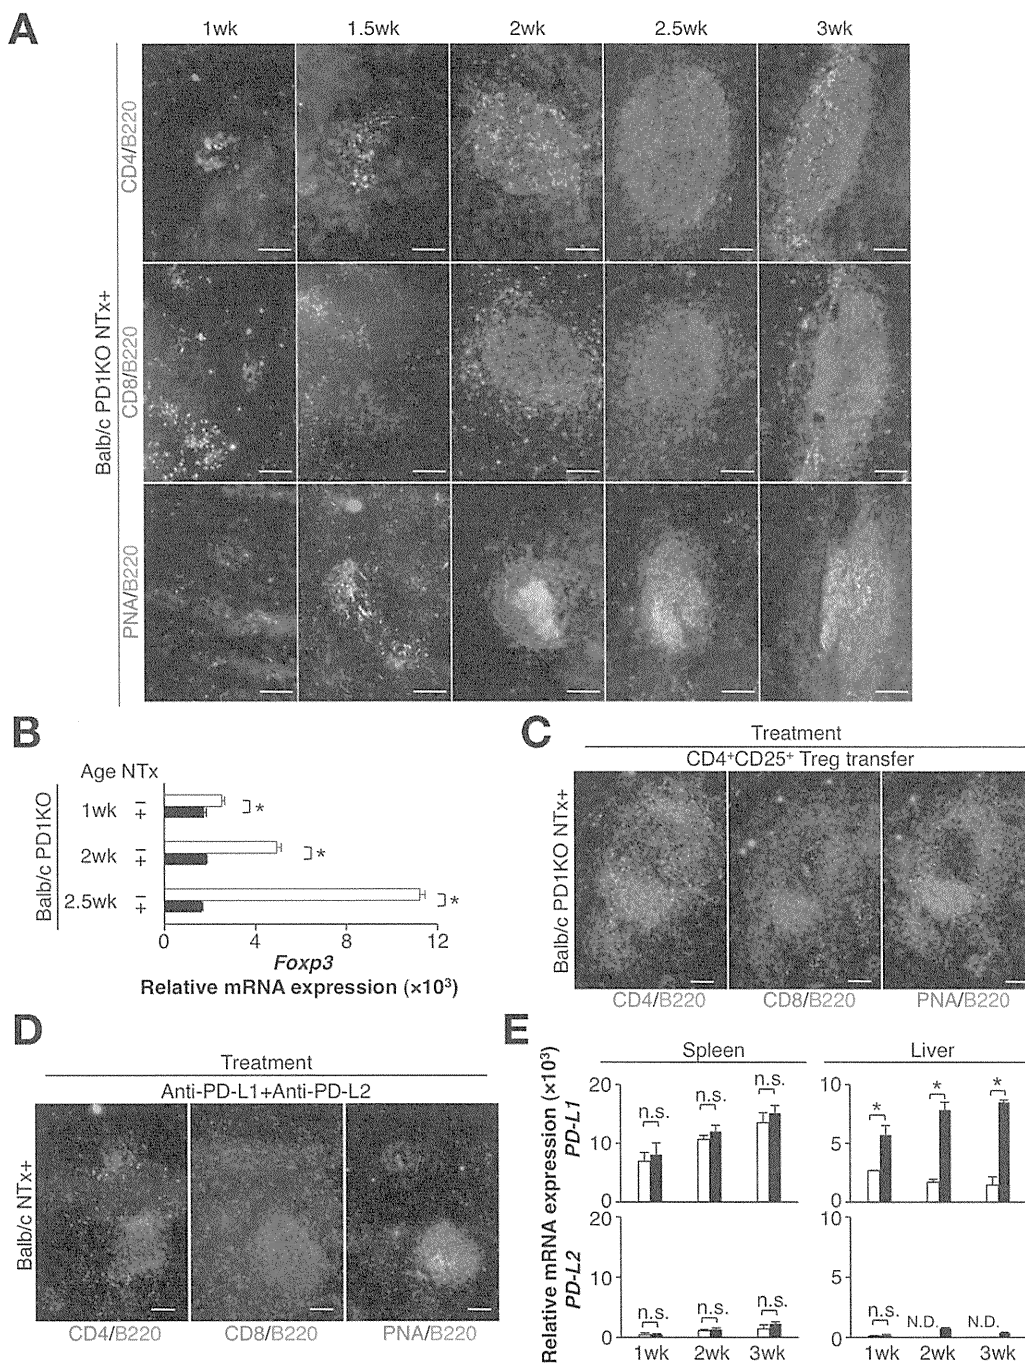 A
1wk 1.5wk 2wk 2.5wk 3wk
Balb/c PD1KO NTx+
CD4/B220
CD8/B220
PNA/B220
B
Age NTx
Balb/c PD1KO
1wk − + *
2wk − + *
2.5wk − + *
0 4 8 12
Foxp3
Relative mRNA expression (×10³)
C
Treatment
CD4⁺CD25⁺ Treg transfer
Balb/c PD1KO NTx+
CD4/B220 CD8/B220 PNA/B220
D
Treatment
Anti-PD-L1+Anti-PD-L2
Balb/c NTx+
CD4/B220 CD8/B220 PNA/B220
E
Spleen Liver
Relative mRNA expression (×10³)
PD-L1
20 10 0
n.s. n.s. n.s.
10 5 0
* * *
PD-L2
20 10 0
n.s. n.s. n.s.
10 5 0
n.s. N.D. N.D.
1wk 2wk 3wk 1wk 2wk 3wk